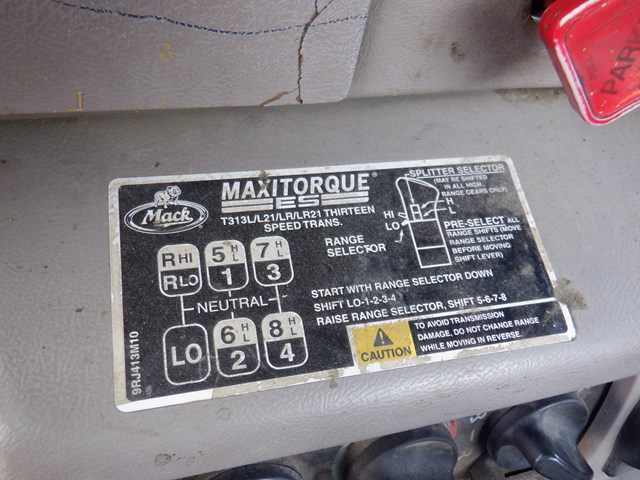 Mack
MAXITORQUE®
ES
T313L/L21/LR/LR21 THIRTEEN
SPEED TRANS.
SPLITTER SELECTOR
(MAY BE SHIFTED
IN ALL HIGH
RANGE GEARS ONLY)
H
L
HI
LO
RANGE
SELECTOR
PRE-SELECT ALL
RANGE SHIFTS (MOVE
RANGE SELECTOR
BEFORE MOVING
SHIFT LEVER)
RHI 5 H L 7 H L
RLO 1 3
NEUTRAL
LO 6 H L 8 H L
2 4
START WITH RANGE SELECTOR DOWN
SHIFT LO-1-2-3-4
RAISE RANGE SELECTOR, SHIFT 5-6-7-8
CAUTION
TO AVOID TRANSMISSION
DAMAGE, DO NOT CHANGE RANGE
WHILE MOVING IN REVERSE.
9RJ413M10
PARK